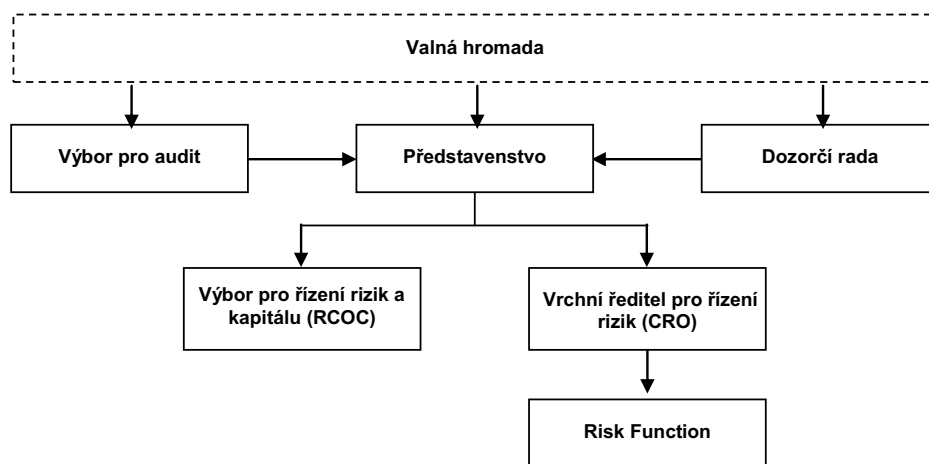 Valná hromada
Výbor pro audit
Představenstvo
Dozorčí rada
Výbor pro řízení rizik a
kapitálu (RCOC)
Vrchní ředitel pro řízení
rizik (CRO)
Risk Function